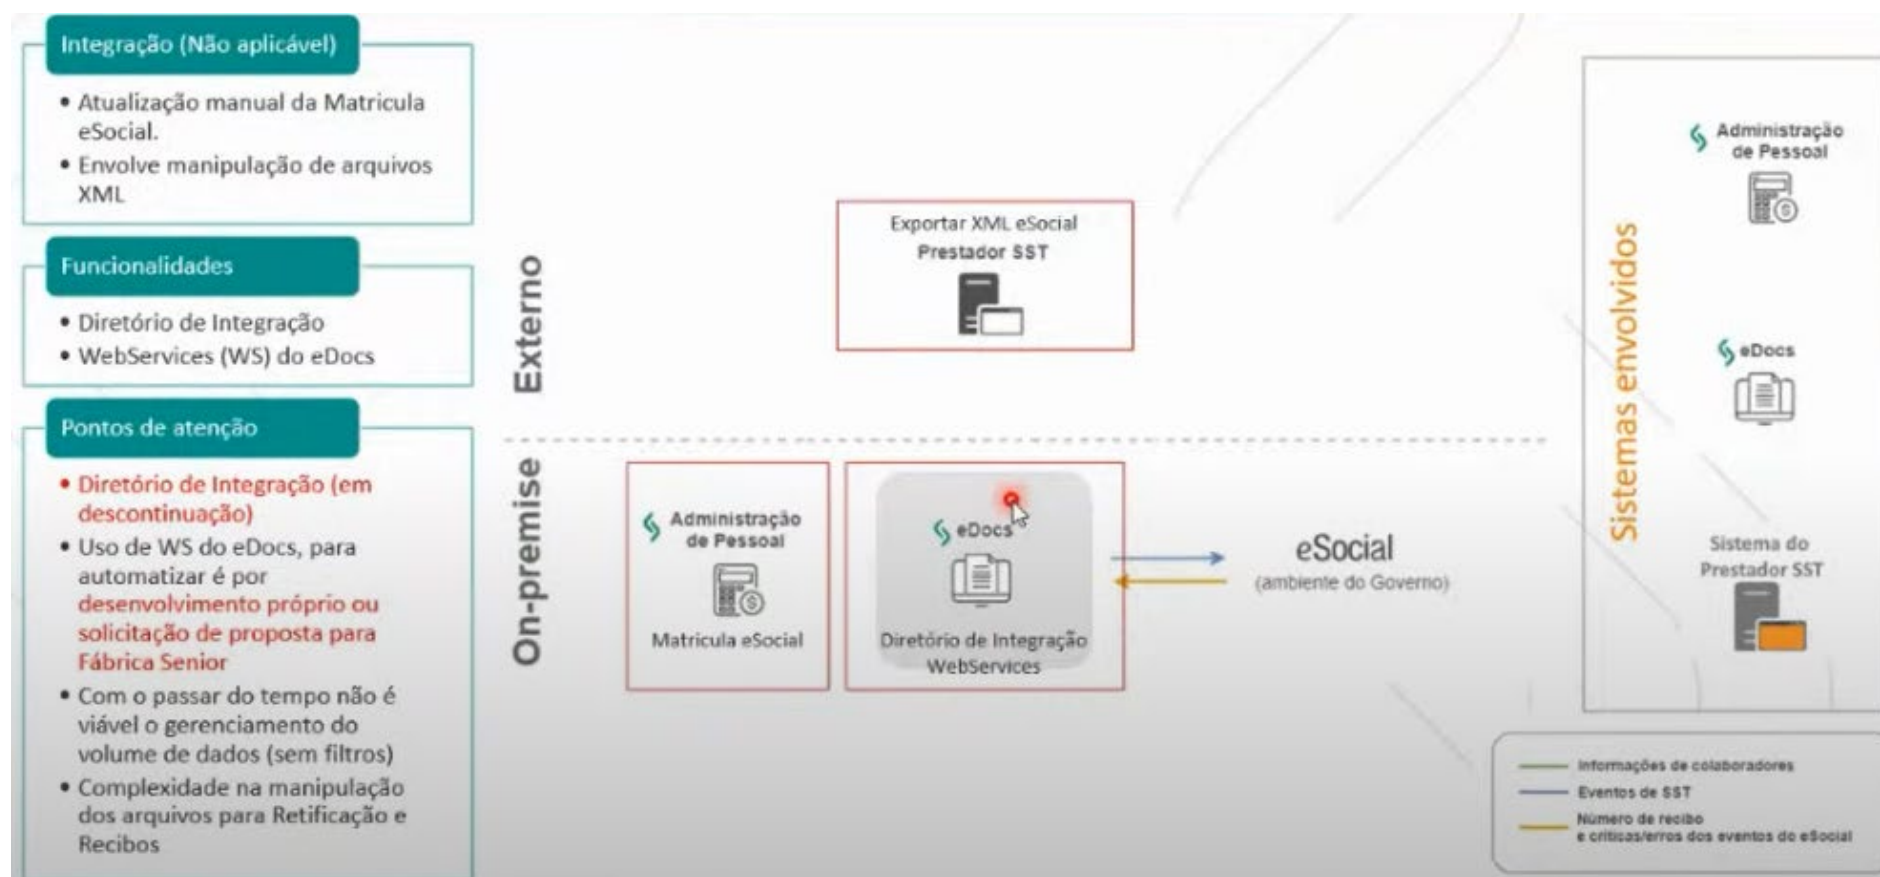 Integração (Não aplicável)
• Atualização manual da Matricula
eSocial.
• Envolve manipulação de arquivos
XML
Funcionalidades
• Diretório de Integração
• WebServices (WS) do eDocs
Pontos de atenção
• Diretório de Integração (em
descontinuação)
• Uso de WS do eDocs, para
automatizar é por
desenvolvimento próprio ou
solicitação de proposta para
Fábrica Senior
• Com o passar do tempo não é
viável o gerenciamento do
volume de dados (sem filtros)
• Complexidade na manipulação
dos arquivos para Retificação e
Recibos
Externo
Exportar XML eSocial
Prestador SST
On-premise
Administração
de Pessoal
Matricula eSocial
eDocs
Diretório de Integração
WebServices
eSocial
(ambiente do Governo)
Sistemas envolvidos
Administração
de Pessoal
eDocs
Sistema do
Prestador SST
Informações de colaboradores
Eventos de SST
Número de recibo
e críticas/erros dos eventos do eSocial